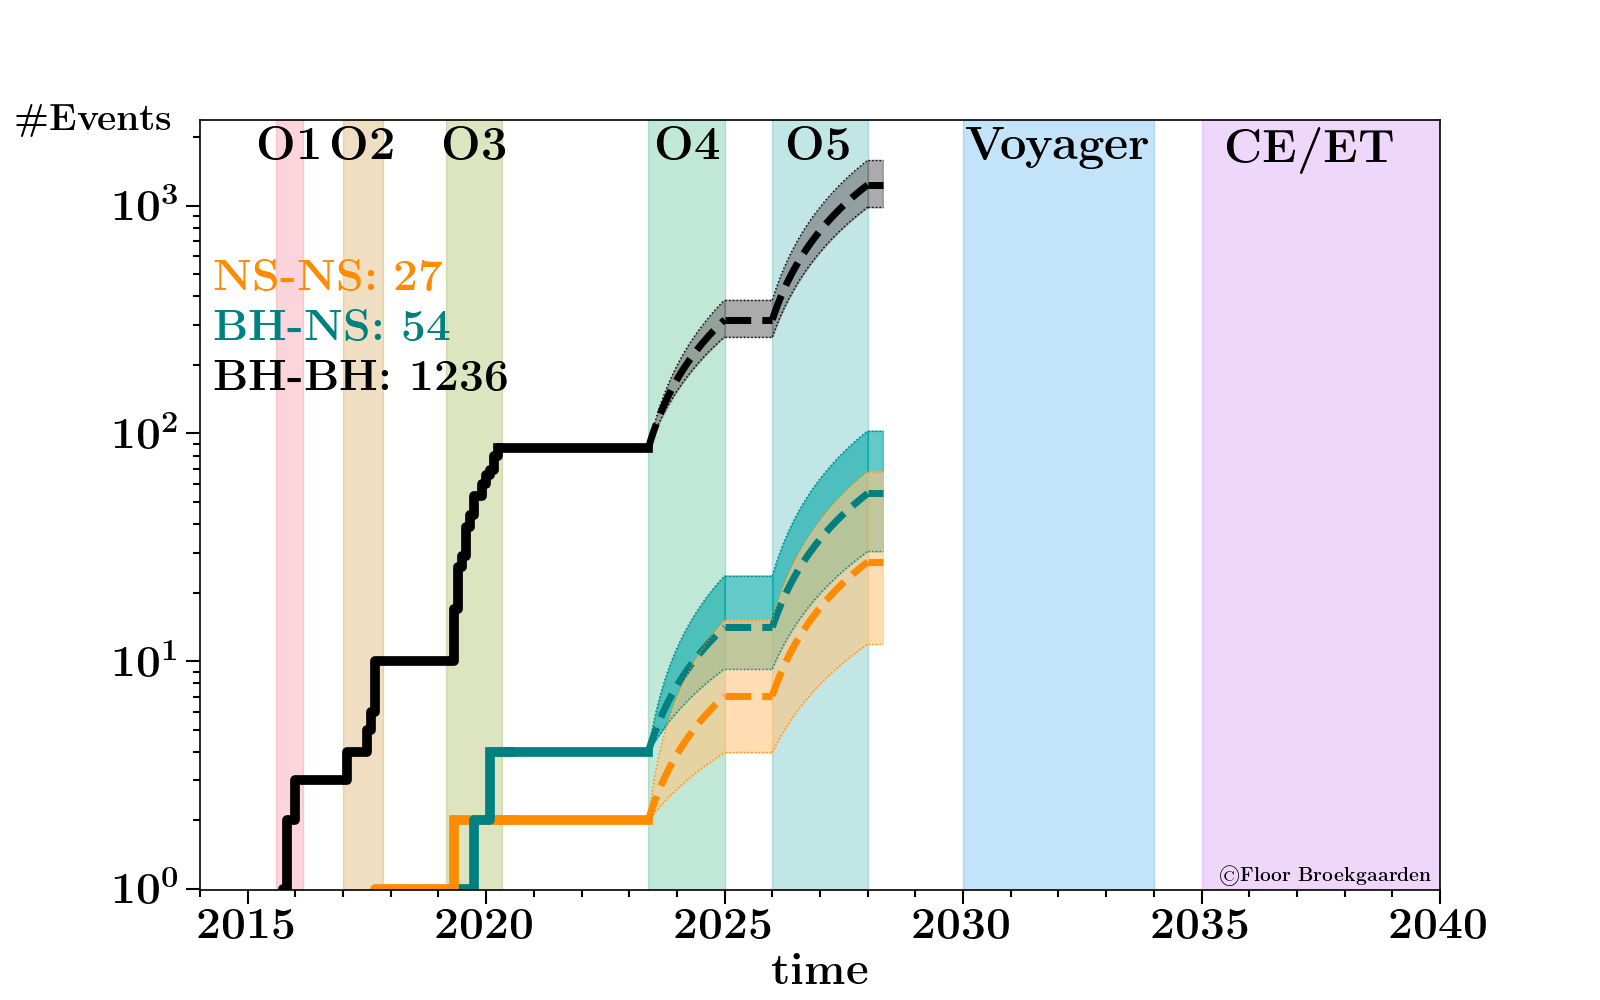 #Events
O1 O2 O3 O4 O5 Voyager CE/ET
10³
NS-NS: 27
BH-NS: 54
BH-BH: 1236
10²
10¹
10⁰
©Floor Broekgaarden
2015 2020 2025 2030 2035 2040
time